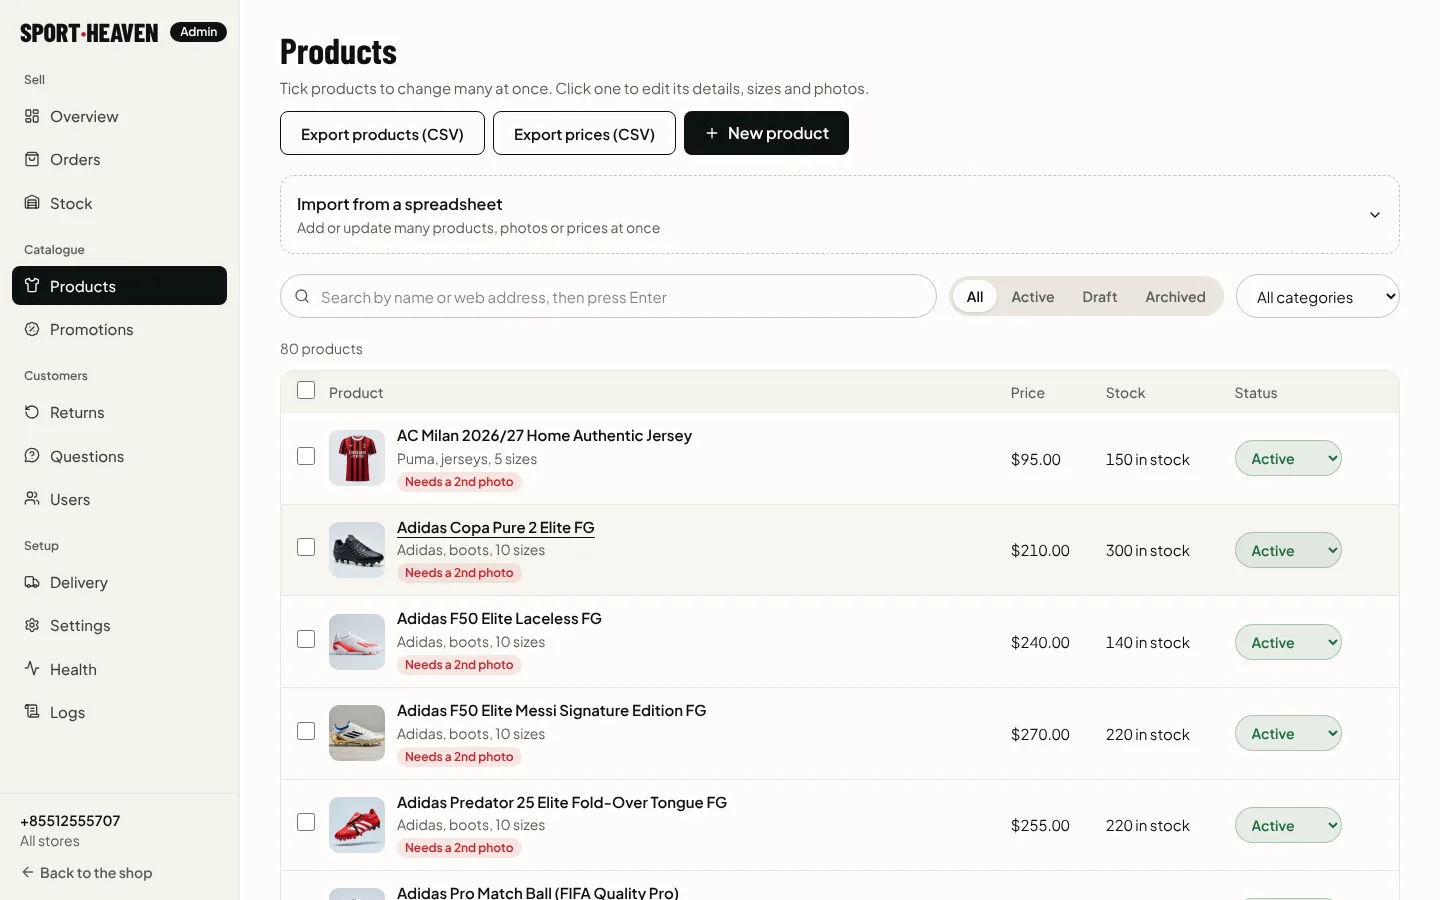 SPORT·HEAVEN Admin
Sell
Overview
Orders
Stock
Catalogue
Products
Promotions
Customers
Returns
Questions
Users
Setup
Delivery
Settings
Health
Logs
+85512555707
All stores
Back to the shop
Products
Tick products to change many at once. Click one to edit its details, sizes and photos.
Export products (CSV) Export prices (CSV) + New product
Import from a spreadsheet
Add or update many products, photos or prices at once
Search by name or web address, then press Enter All Active Draft Archived All categories
80 products
Product Price Stock Status
AC Milan 2026/27 Home Authentic Jersey
Puma, jerseys, 5 sizes
Needs a 2nd photo
$95.00 150 in stock Active
Adidas Copa Pure 2 Elite FG
Adidas, boots, 10 sizes
Needs a 2nd photo
$210.00 300 in stock Active
Adidas F50 Elite Laceless FG
Adidas, boots, 10 sizes
Needs a 2nd photo
$240.00 140 in stock Active
Adidas F50 Elite Messi Signature Edition FG
Adidas, boots, 10 sizes
Needs a 2nd photo
$270.00 220 in stock Active
Adidas Predator 25 Elite Fold-Over Tongue FG
Adidas, boots, 10 sizes
Needs a 2nd photo
$255.00 220 in stock Active
Adidas Pro Match Ball (FIFA Quality Pro)